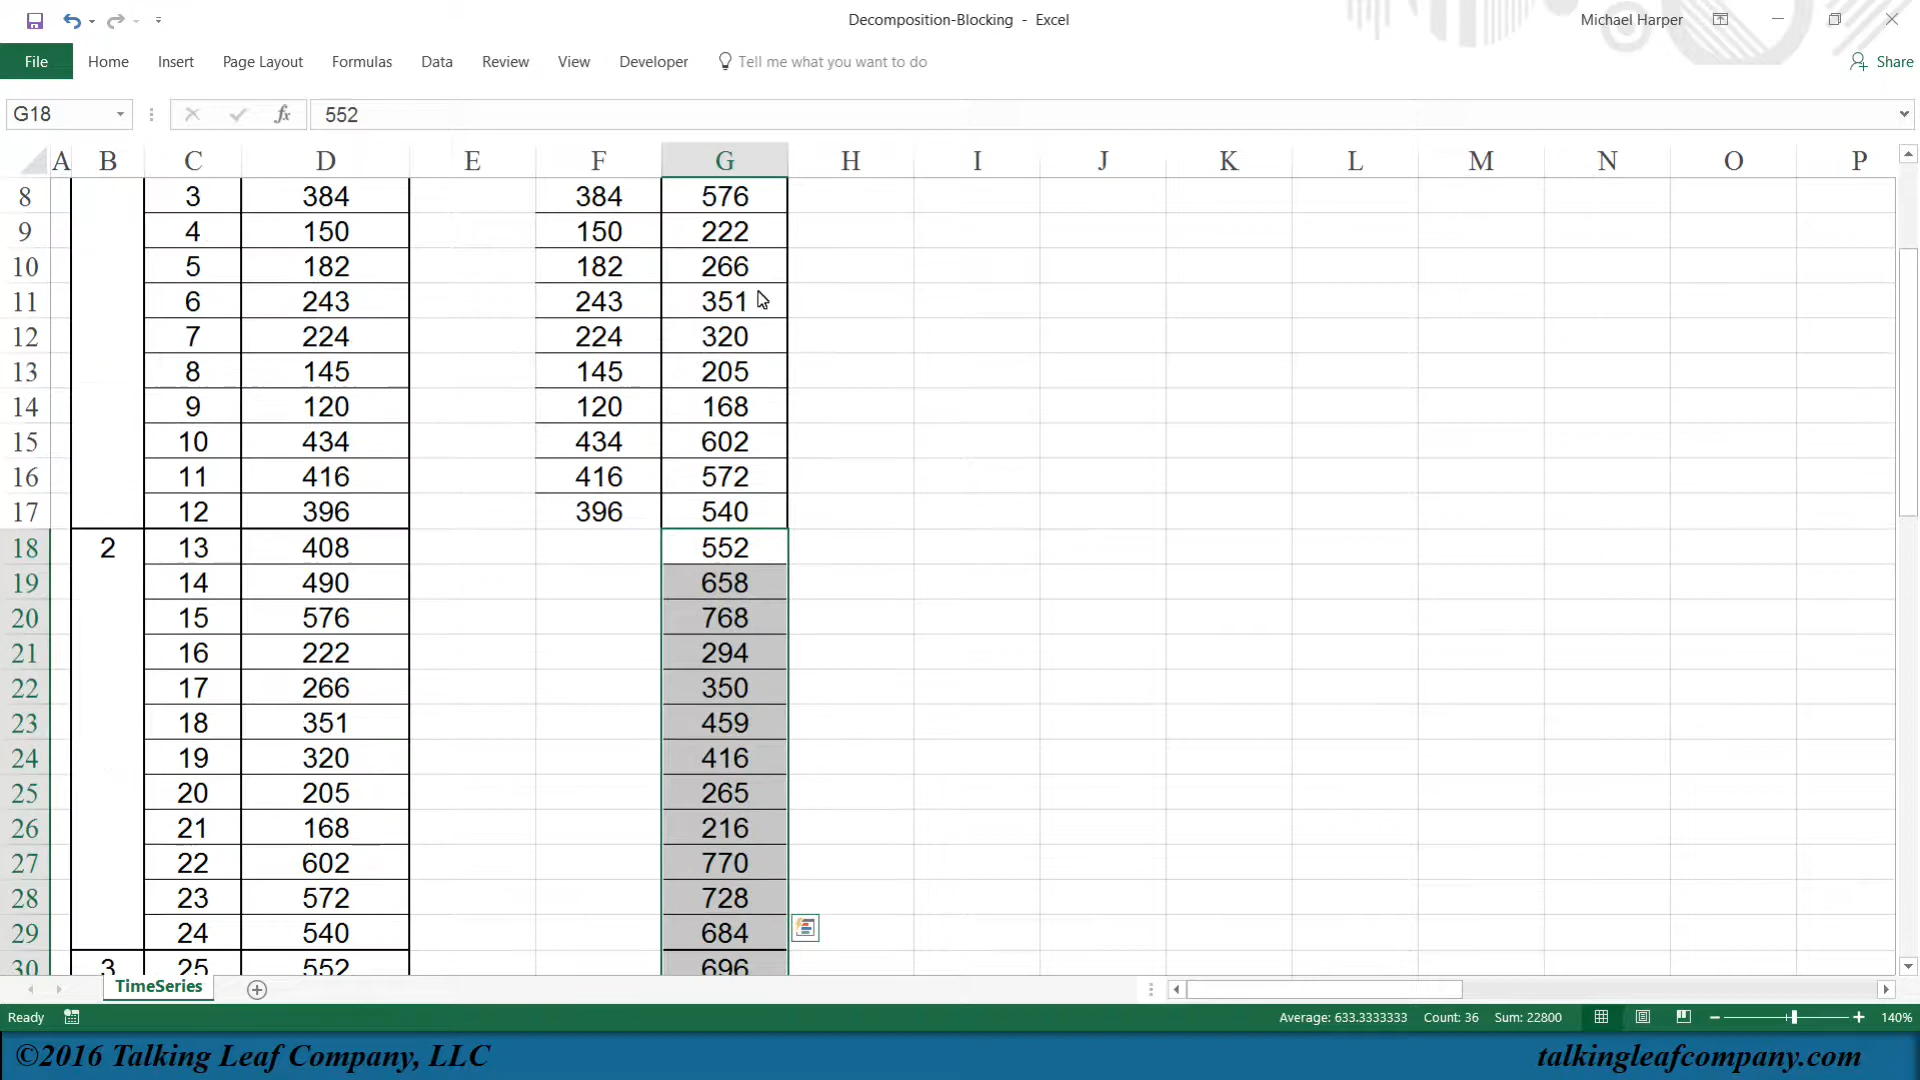 Decomposition-Blocking - Excel
Michael Harper
File Home Insert Page Layout Formulas Data Review View Developer Tell me what you want to do Share
G18 fx 552
A B C D E F G H I J K L M N O P
8 3 384 384 576
9 4 150 150 222
10 5 182 182 266
11 6 243 243 351
12 7 224 224 320
13 8 145 145 205
14 9 120 120 168
15 10 434 434 602
16 11 416 416 572
17 12 396 396 540
18 2 13 408 552
19 14 490 658
20 15 576 768
21 16 222 294
22 17 266 350
23 18 351 459
24 19 320 416
25 20 205 265
26 21 168 216
27 22 602 770
28 23 572 728
29 24 540 684
30 3 25 552 696
TimeSeries
Ready Average: 633.3333333 Count: 36 Sum: 22800 140%
©2016 Talking Leaf Company, LLC talkingleafcompany.com